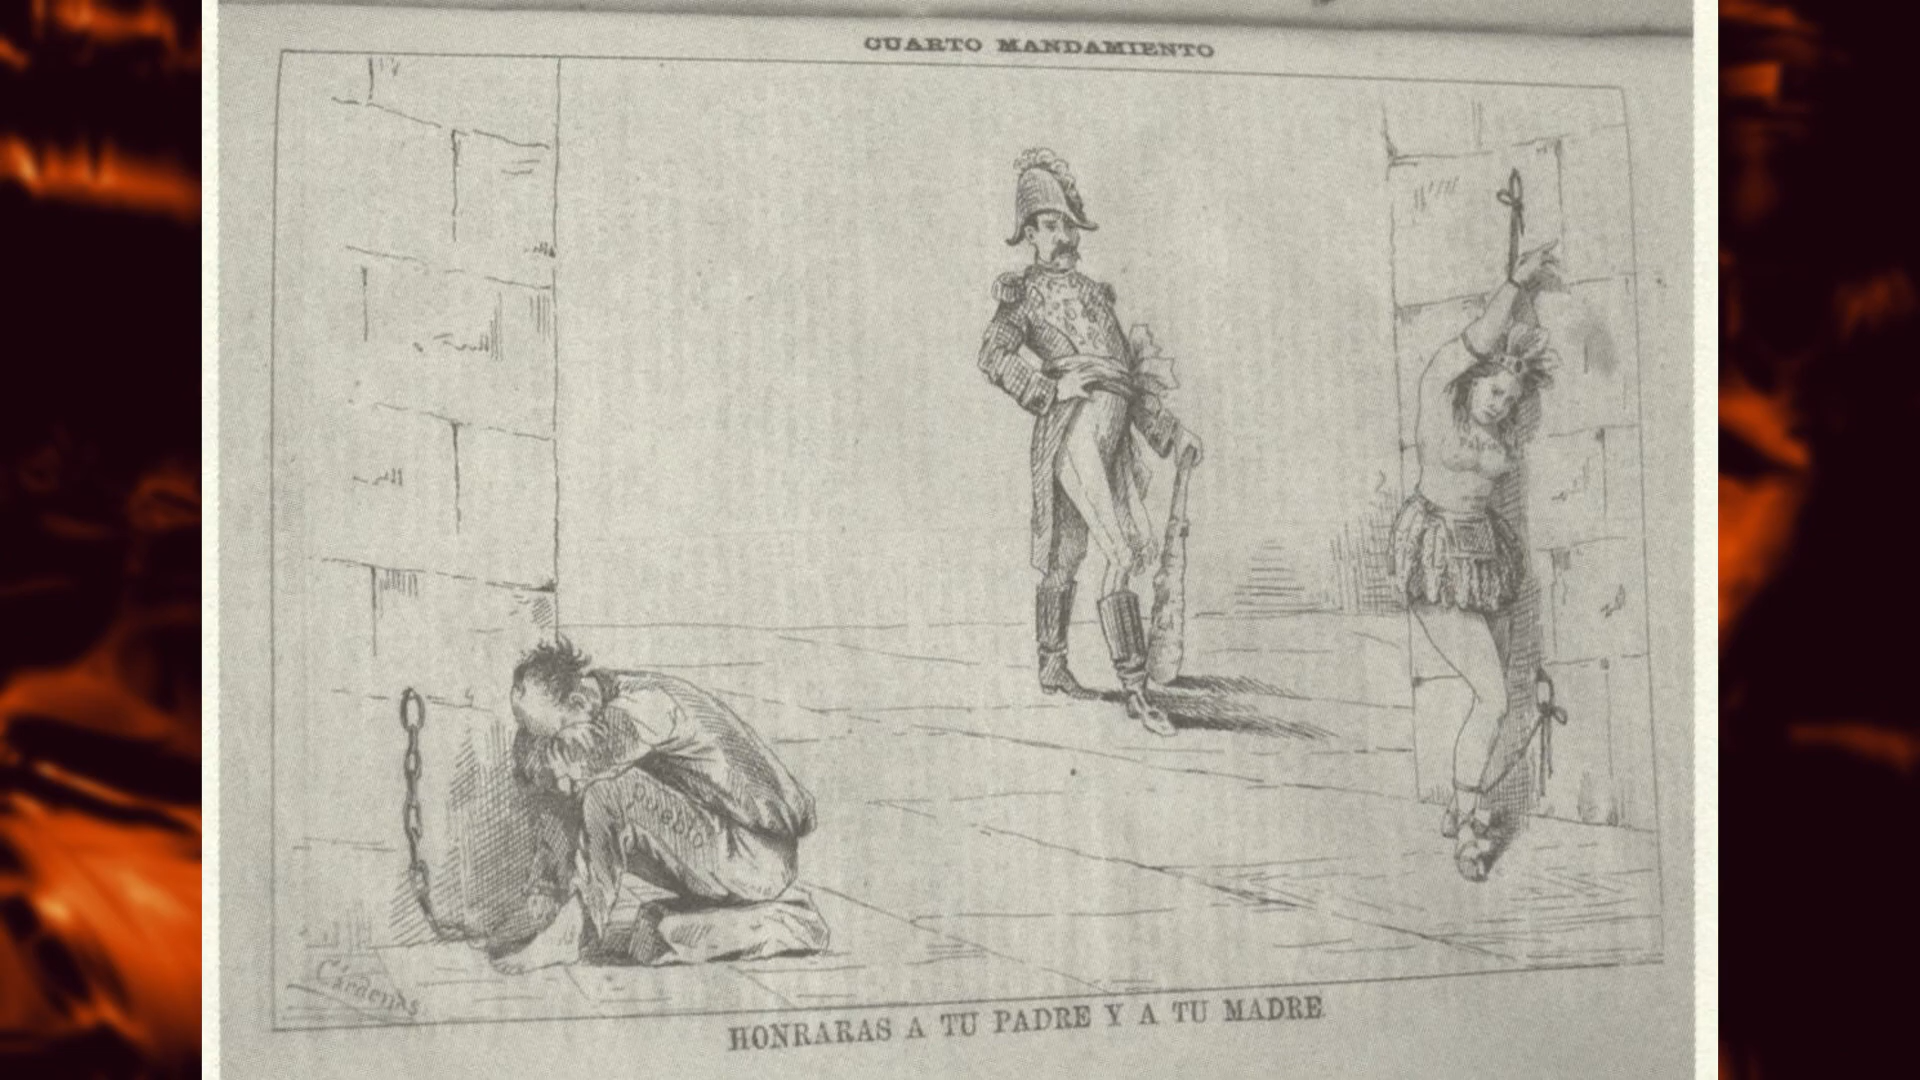 CUARTO MANDAMIENTO
pueblo
Cárdenas
HONRARAS A TU PADRE Y A TU MADRE